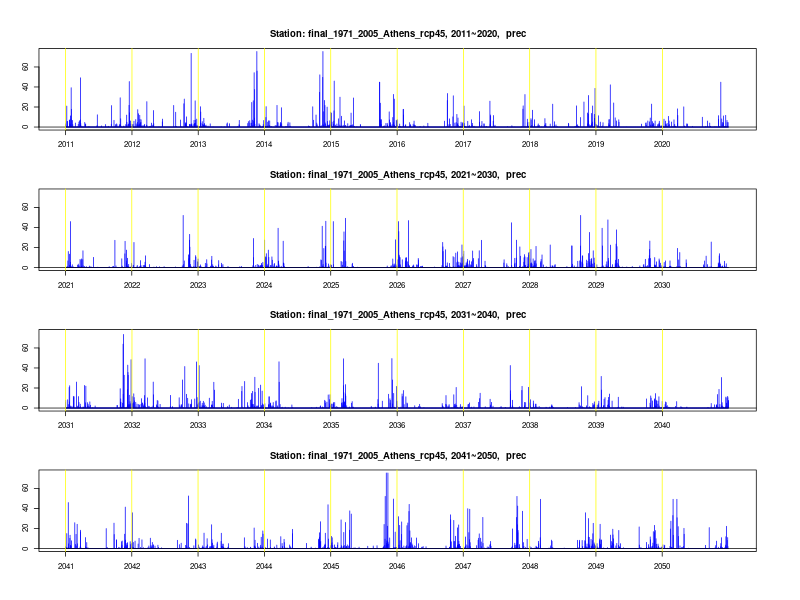 Station: final_1971_2005_Athens_rcp45, 2011~2020, prec
60
40
20
0
2011 2012 2013 2014 2015 2016 2017 2018 2019 2020
Station: final_1971_2005_Athens_rcp45, 2021~2030, prec
60
40
20
0
2021 2022 2023 2024 2025 2026 2027 2028 2029 2030
Station: final_1971_2005_Athens_rcp45, 2031~2040, prec
60
40
20
0
2031 2032 2033 2034 2035 2036 2037 2038 2039 2040
Station: final_1971_2005_Athens_rcp45, 2041~2050, prec
60
40
20
0
2041 2042 2043 2044 2045 2046 2047 2048 2049 2050